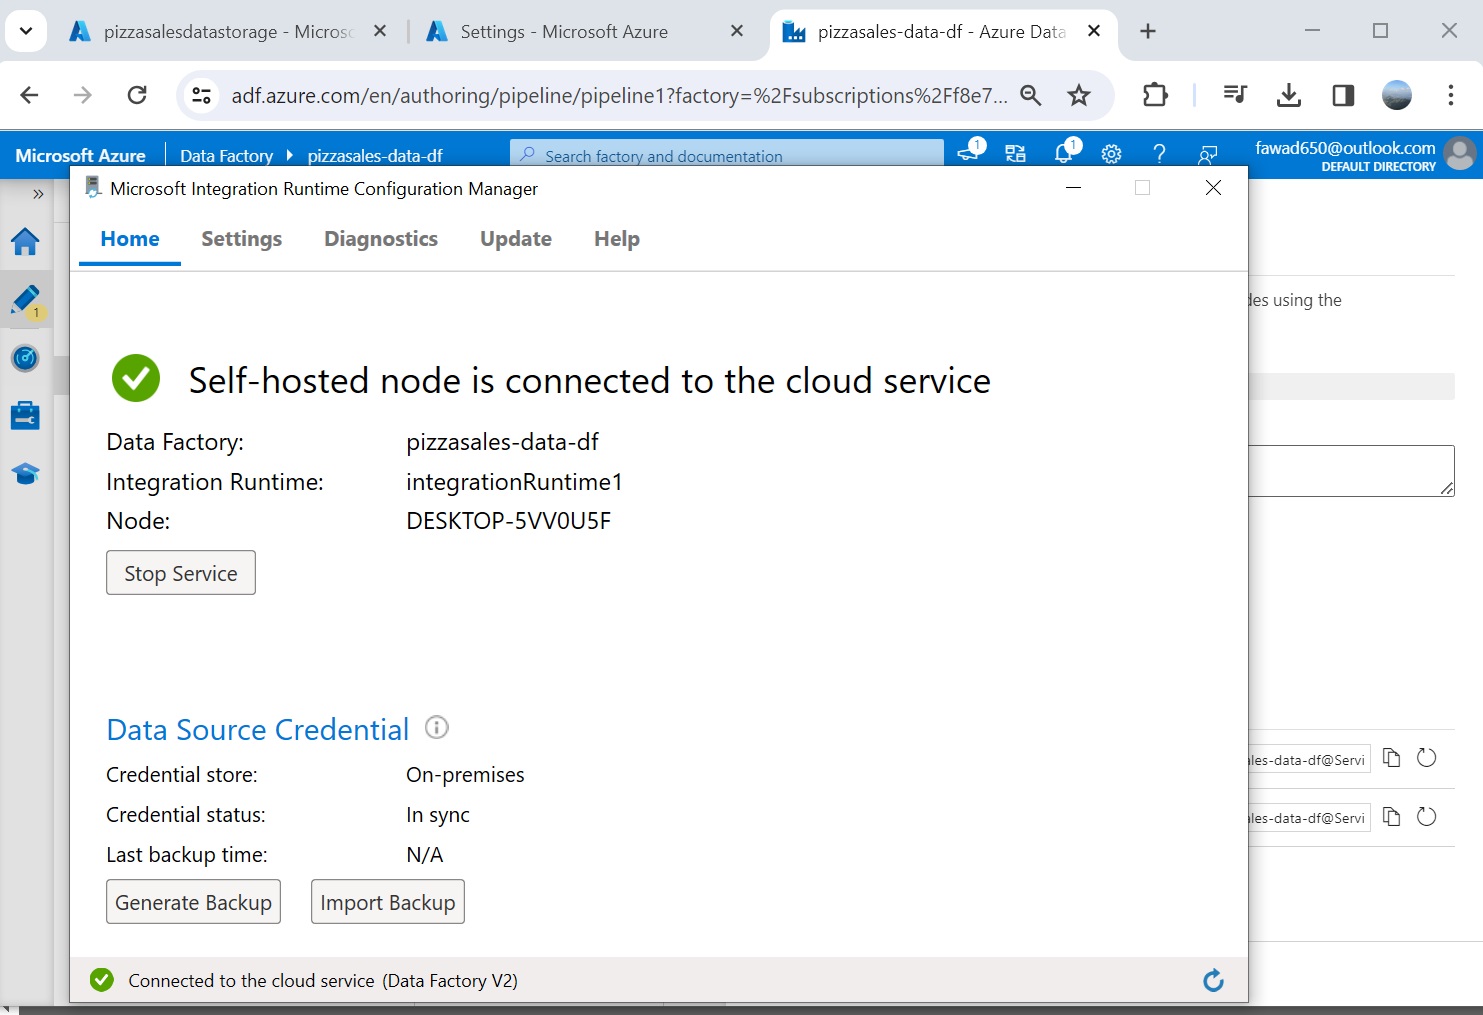 pizzasalesdatastorage - Microsc
Settings - Microsoft Azure
pizzasales-data-df - Azure Data
adf.azure.com/en/authoring/pipeline/pipeline1?factory=%2Fsubscriptions%2Ff8e7...
Microsoft Azure
Data Factory
pizzasales-data-df
Search factory and documentation
1
1
fawad650@outlook.com
DEFAULT DIRECTORY
Microsoft Integration Runtime Configuration Manager
Home
Settings
Diagnostics
Update
Help
1
des using the
Self-hosted node is connected to the cloud service
Data Factory: pizzasales-data-df
Integration Runtime: integrationRuntime1
Node: DESKTOP-5VV0U5F
Stop Service
Data Source Credential
Credential store: On-premises
ales-data-df@Servi
Credential status: In sync
ales-data-df@Servi
Last backup time: N/A
Generate Backup
Import Backup
Connected to the cloud service (Data Factory V2)